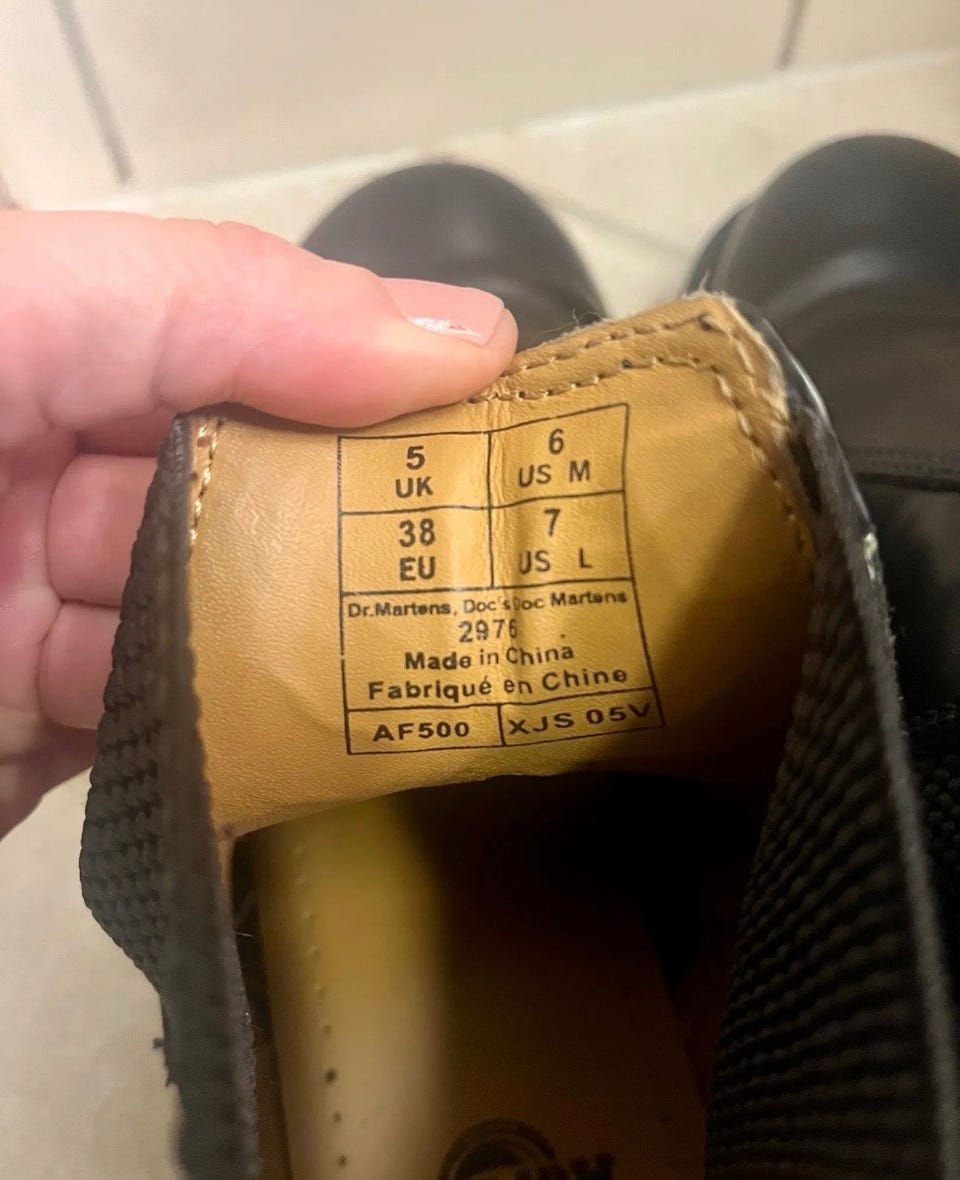 5 6
UK US M
38 7
EU US L
Dr.Martens, Doc's Doc Martens
2976
Made in China
Fabriqué en Chine
AF500 XJS 05V